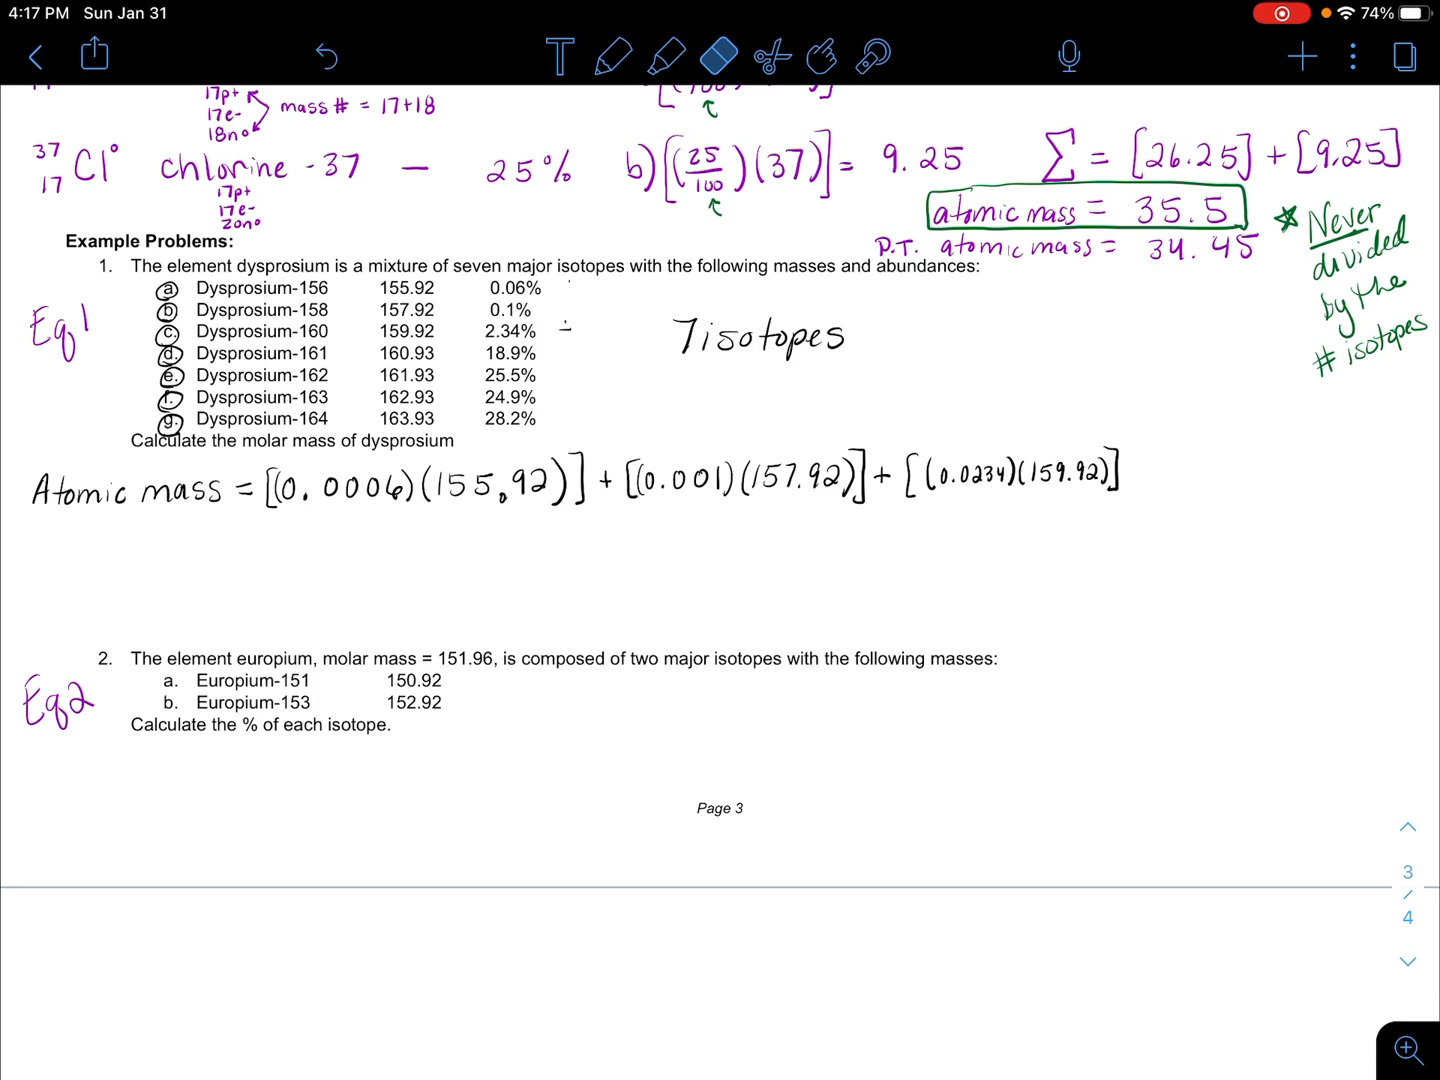 4:17 PM Sun Jan 31
74%
17p+
17e-
18n°
mass # = 17+18
37 17 Cl° chlorine - 37 — 25% b) [(25/100)(37)] = 9.25
17p+
17e-
20n°
Σ = [26.25] + [9.25]
atomic mass = 35.5
P.T. atomic mass = 34.45
* Never
divided
by the
# isotopes
Example Problems:
1. The element dysprosium is a mixture of seven major isotopes with the following masses and abundances:
Eq 1
a. Dysprosium-156 155.92 0.06%
b. Dysprosium-158 157.92 0.1%
c. Dysprosium-160 159.92 2.34% ÷
d. Dysprosium-161 160.93 18.9%
e. Dysprosium-162 161.93 25.5%
f. Dysprosium-163 162.93 24.9%
g. Dysprosium-164 163.93 28.2%
7 isotopes
Calculate the molar mass of dysprosium
Atomic mass = [(0.0006)(155.92)] + [(0.001)(157.92)] + [(0.0234)(159.92)]
2. The element europium, molar mass = 151.96, is composed of two major isotopes with the following masses:
Eq 2
a. Europium-151 150.92
b. Europium-153 152.92
Calculate the % of each isotope.
Page 3
3
/
4